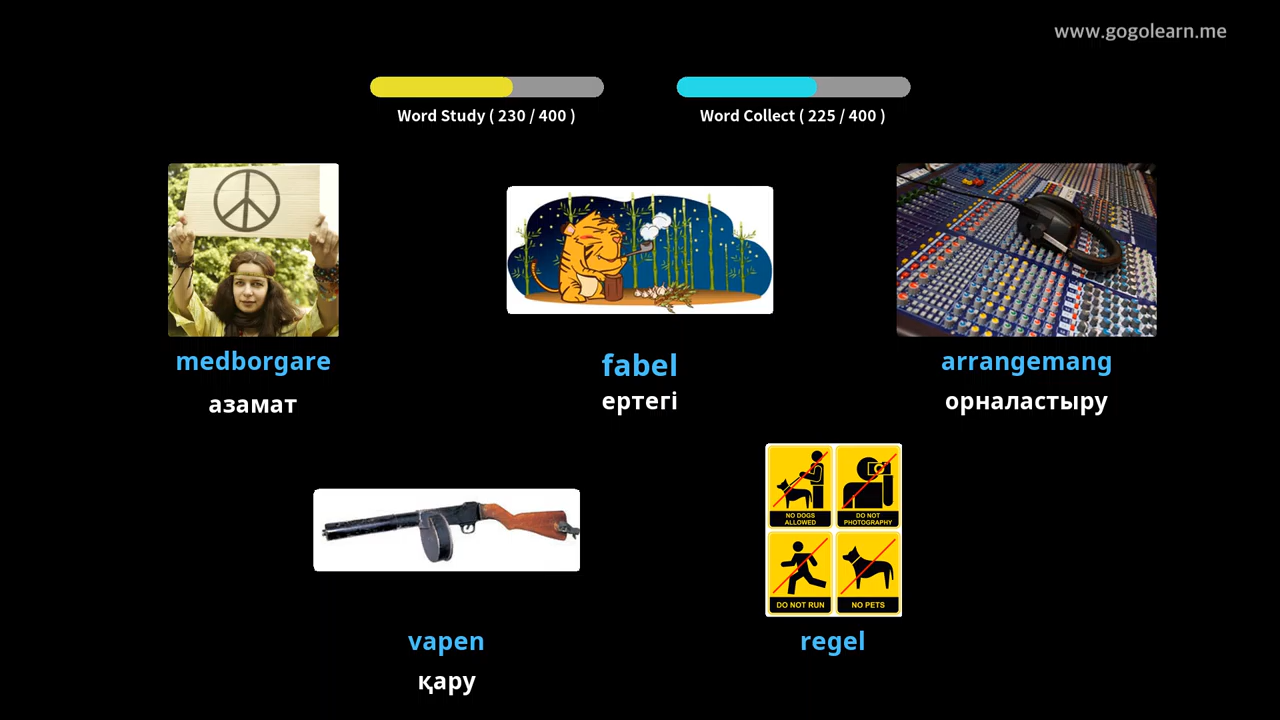 www.gogolearn.me
Word Study ( 230 / 400 )
Word Collect ( 225 / 400 )
medborgare
азамат
fabel
ертегі
arrangemang
орналастыру
NO DOGS
ALLOWED
DO NOT
PHOTOGRAPHY
DO NOT RUN
NO PETS
vapen
қару
regel